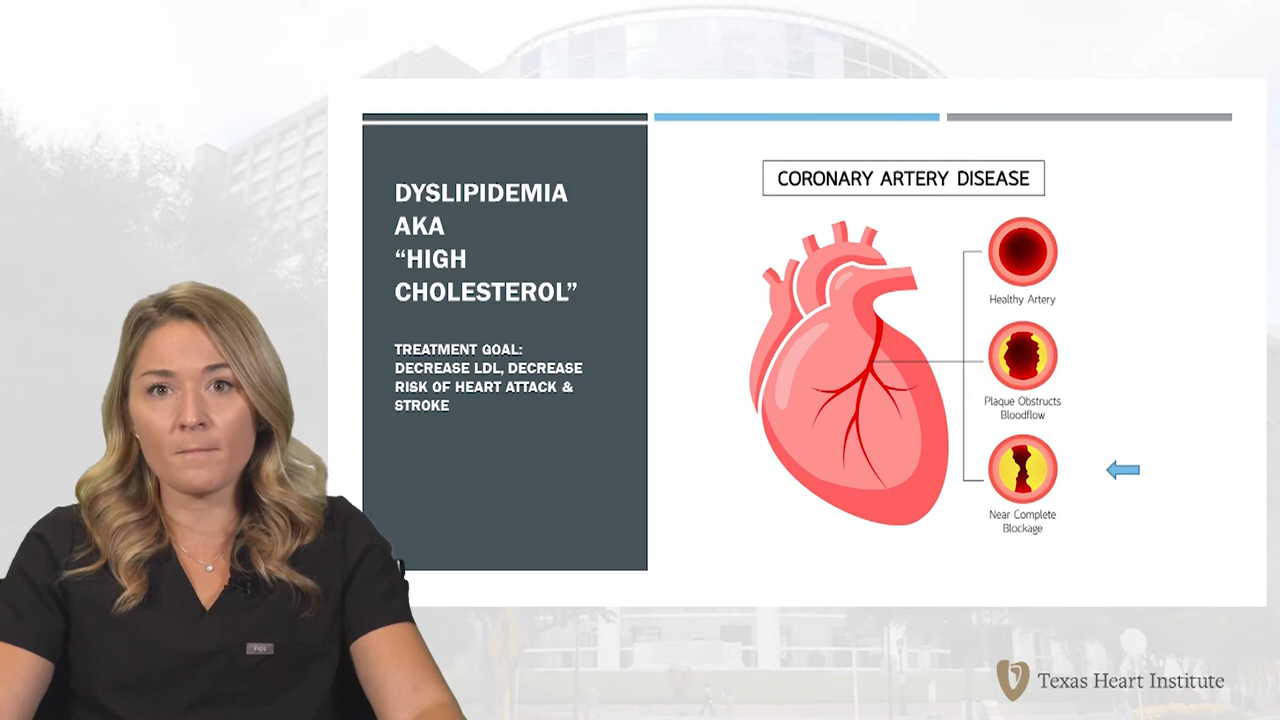 DYSLIPIDEMIA
AKA
“HIGH
CHOLESTEROL”
TREATMENT GOAL:
DECREASE LDL, DECREASE
RISK OF HEART ATTACK &
STROKE
CORONARY ARTERY DISEASE
Healthy Artery
Plaque Obstructs
Bloodflow
Near Complete
Blockage
FIGS
Texas Heart Institute